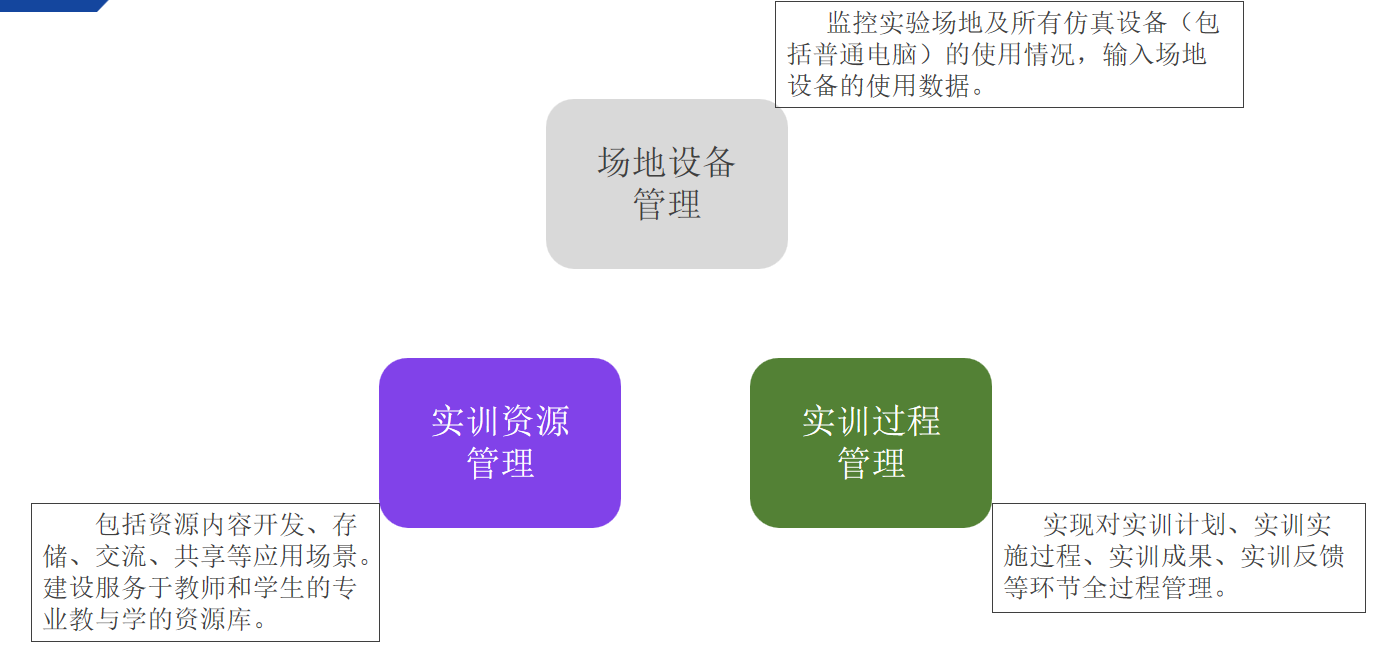 监控实验场地及所有仿真设备（包
括普通电脑）的使用情况，输入场地
设备的使用数据。
场地设备
管理
实训资源
管理
实训过程
管理
包括资源内容开发、存
储、交流、共享等应用场景。
建设服务于教师和学生的专
业教与学的资源库。
实现对实训计划、实训实
施过程、实训成果、实训反馈
等环节全过程管理。